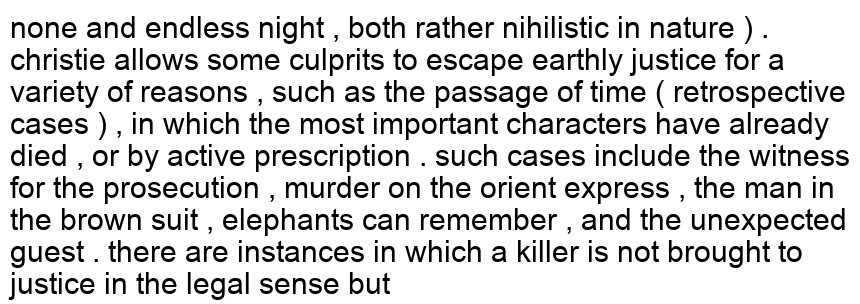 none and endless night , both rather nihilistic in nature ) .
christie allows some culprits to escape earthly justice for a
variety of reasons , such as the passage of time ( retrospective
cases ) , in which the most important characters have already
died , or by active prescription . such cases include the witness
for the prosecution , murder on the orient express , the man in
the brown suit , elephants can remember , and the unexpected
guest . there are instances in which a killer is not brought to
justice in the legal sense but